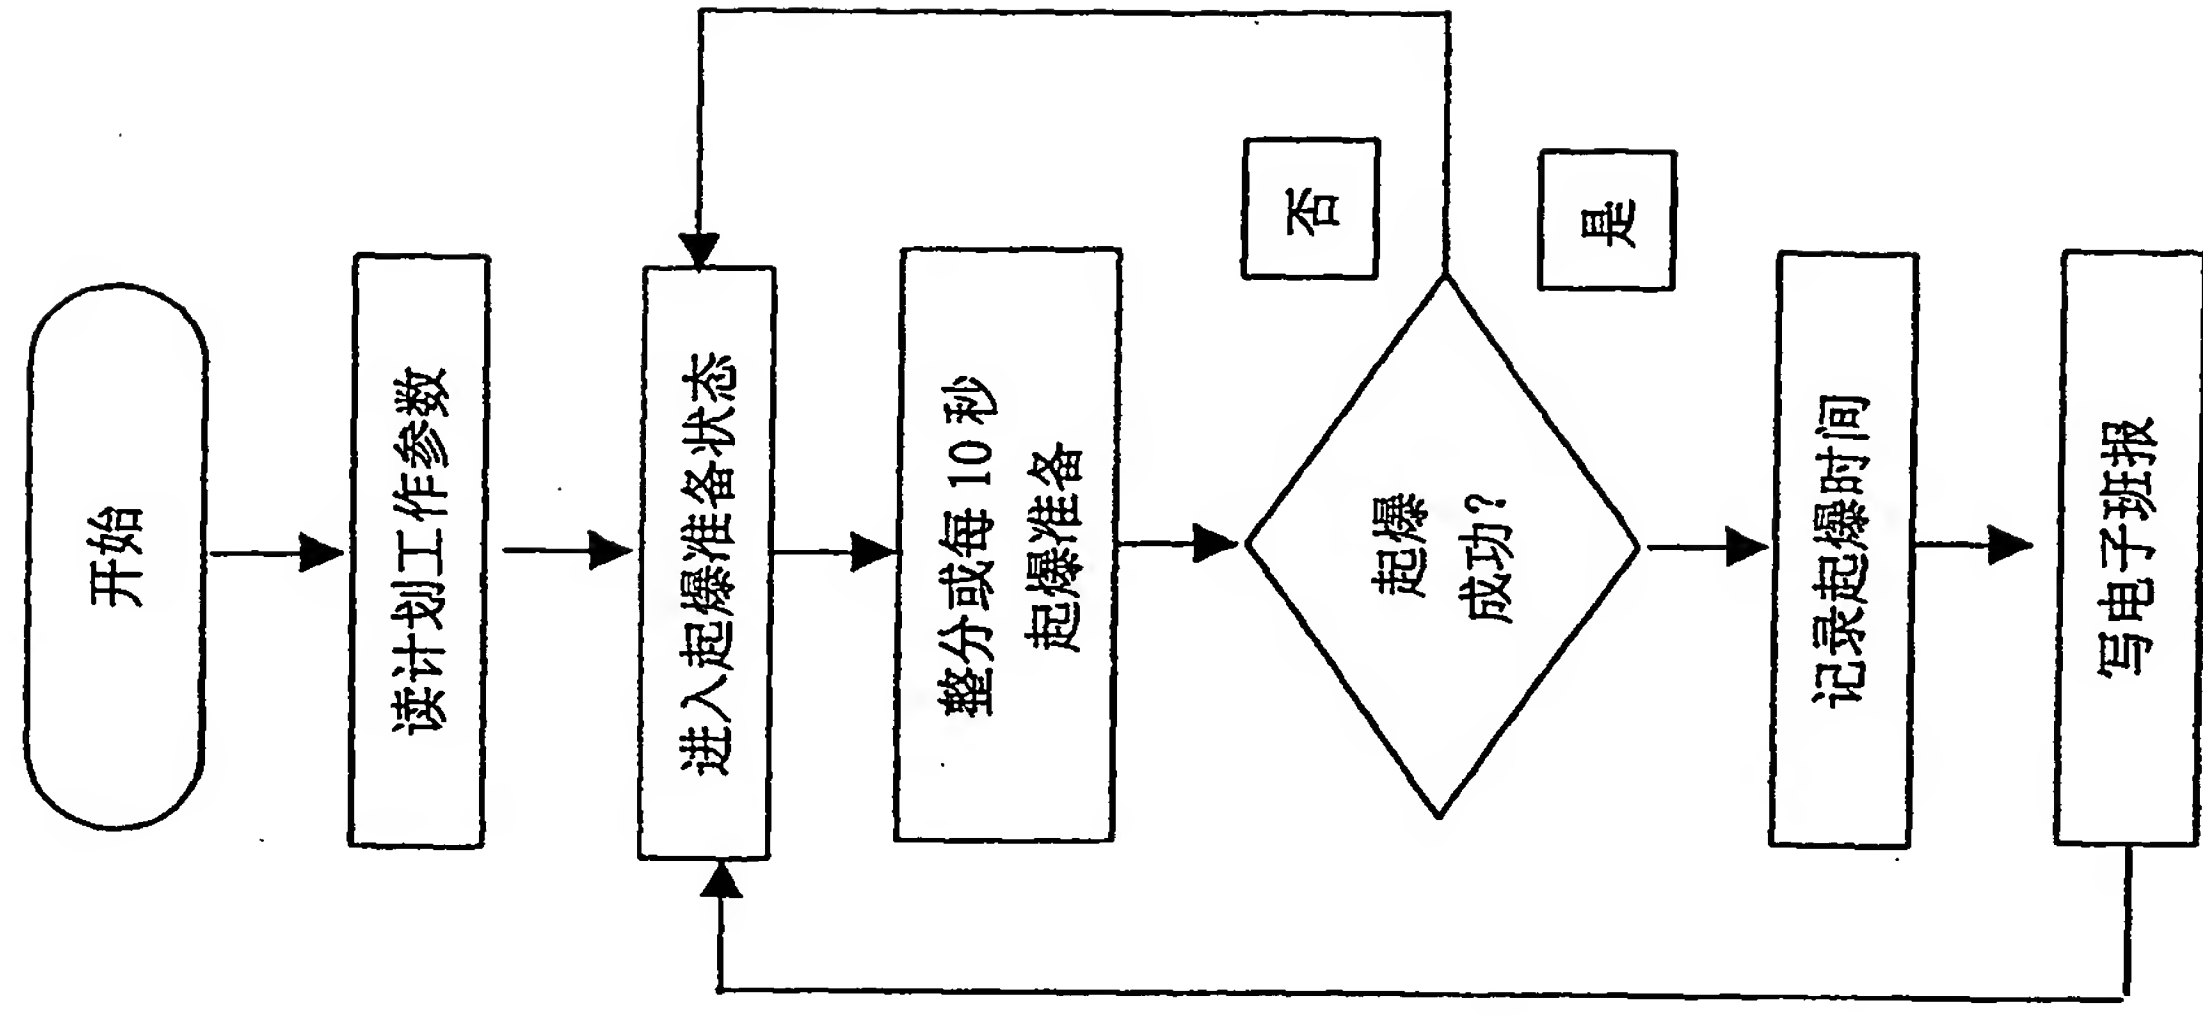 开始
读计划工作参数
进入起爆准备状态
整分或每 10 秒
起爆准备
起爆
成功?
否
是
记录起爆时间
写电子班报